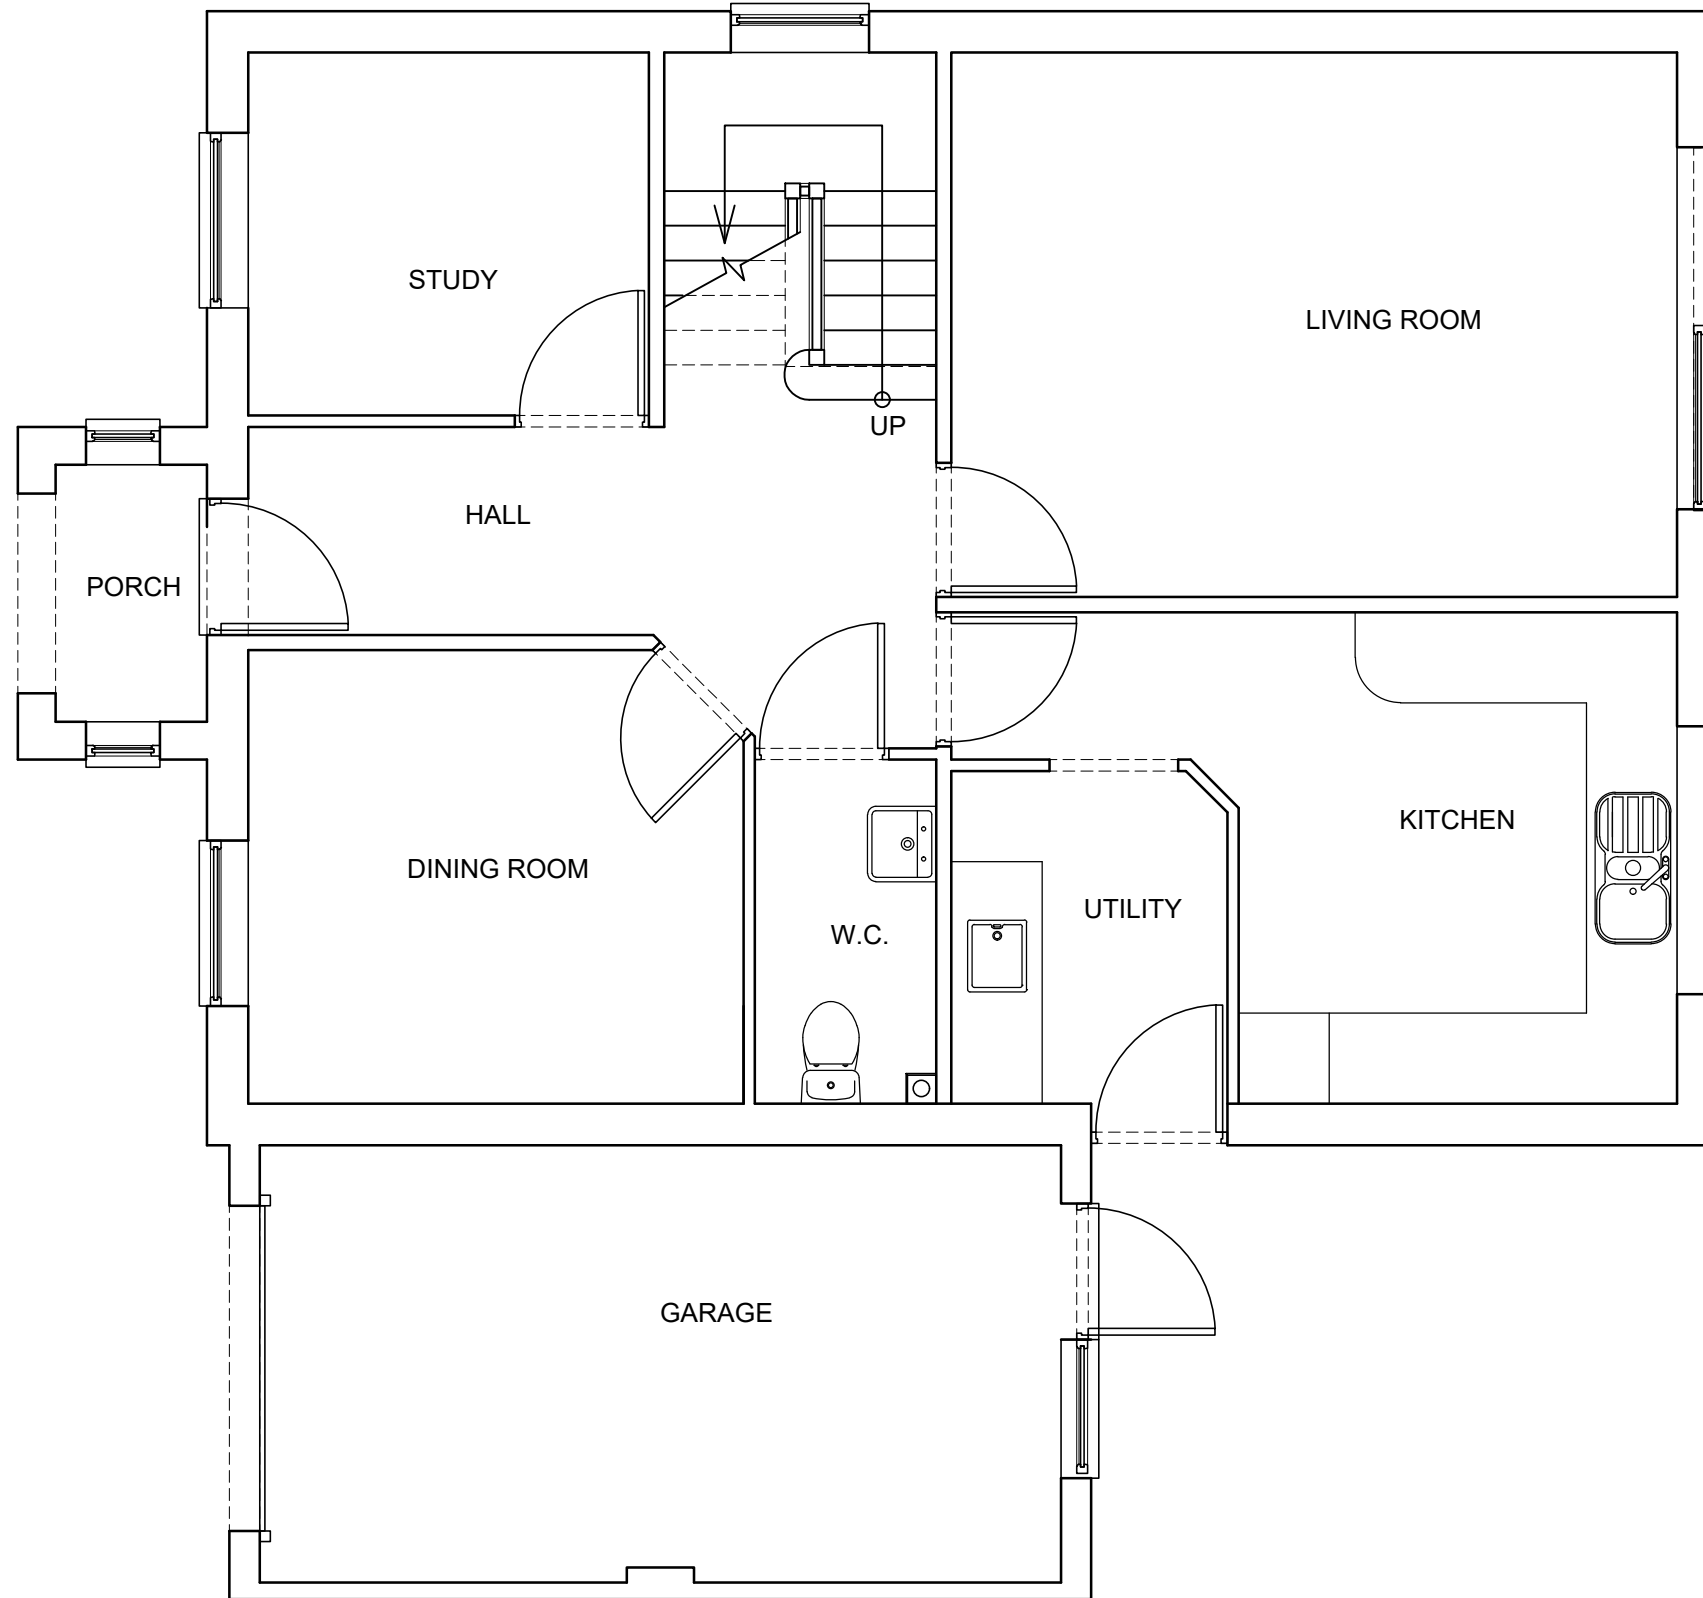 STUDY
LIVING ROOM
UP
HALL
PORCH
KITCHEN
DINING ROOM
UTILITY
W.C.
GARAGE